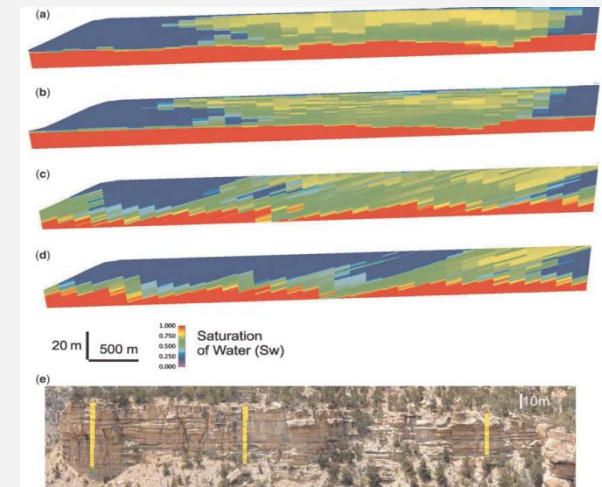 (a)
(b)
(c)
(d)
20 m
500 m
1.000
0.750
0.500
0.250
0.000
Saturation
of Water (Sw)
(e)
10m